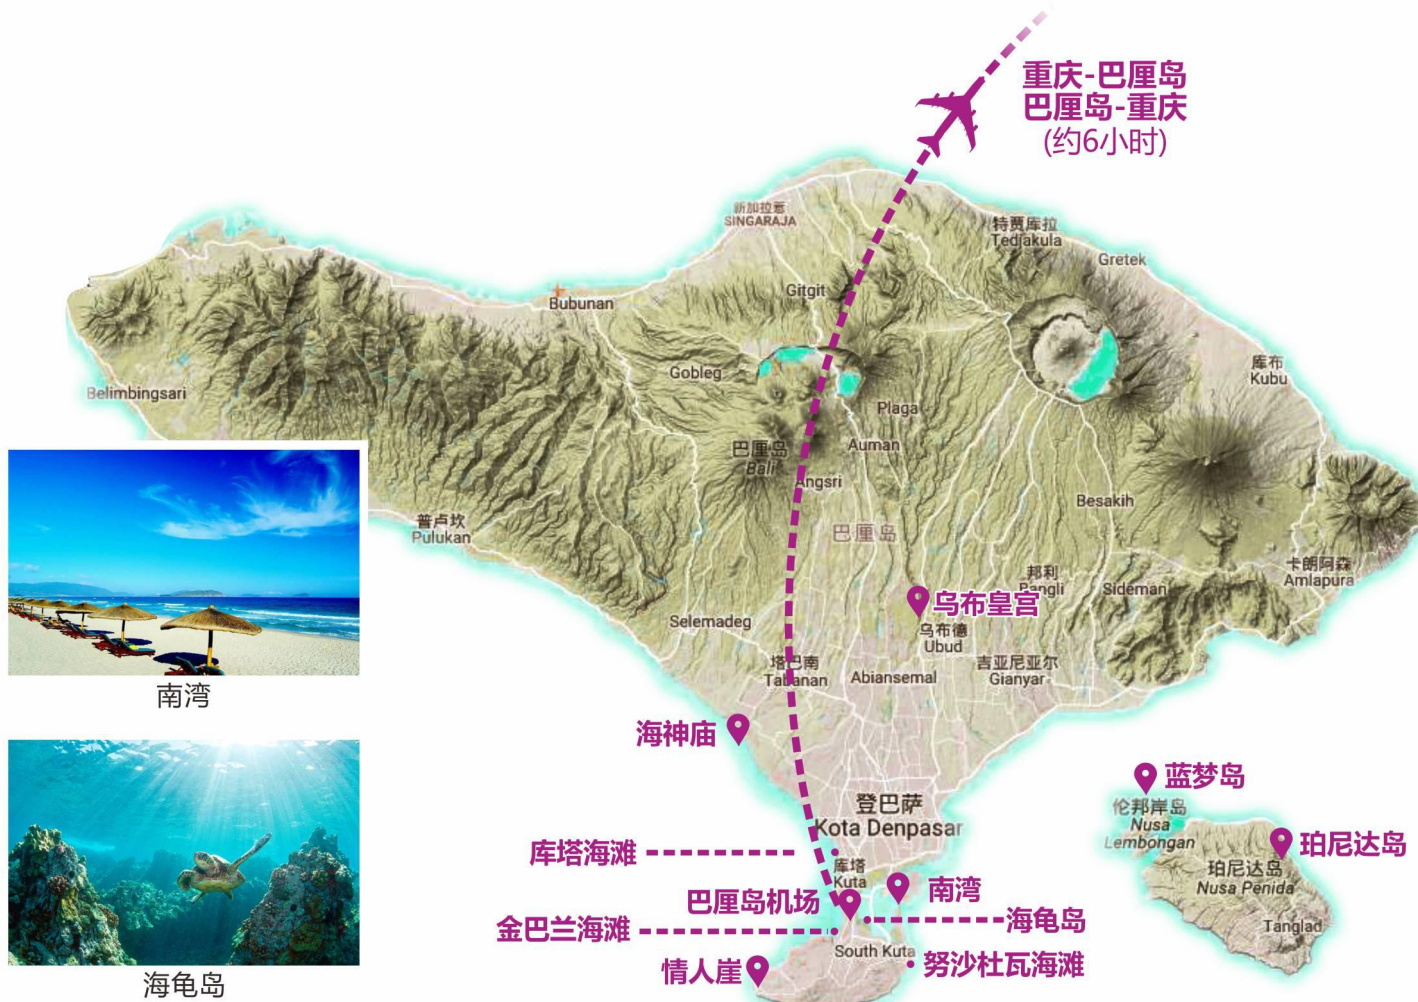 重庆-巴厘岛
巴厘岛-重庆
(约6小时)
新加拉惹
SINGARAJA
特贾库拉
Tedjakula
Gretek
Gitgit
Bubunan
库布
Kubu
Gobleg
Belimbingsari
Plaga
巴厘岛
Bali
Auman
Angsri
Besakih
普卢坎
Pulukan
巴厘岛
卡朗阿森
Amlapura
邦利
Bangli
Sideman
乌布皇宫
乌布德
Ubud
Selemadeg
塔巴南
Tabanan
Abiansemal
吉亚尼亚尔
Gianyar
南湾
海神庙
蓝梦岛
伦邦岸岛
Nusa
Lembongan
登巴萨
Kota Denpasar
珀尼达岛
珀尼达岛
Nusa Penida
库塔海滩
库塔
Kuta
南湾
巴厘岛机场
海龟岛
金巴兰海滩
Tanglad
South Kuta
努沙杜瓦海滩
情人崖
海龟岛